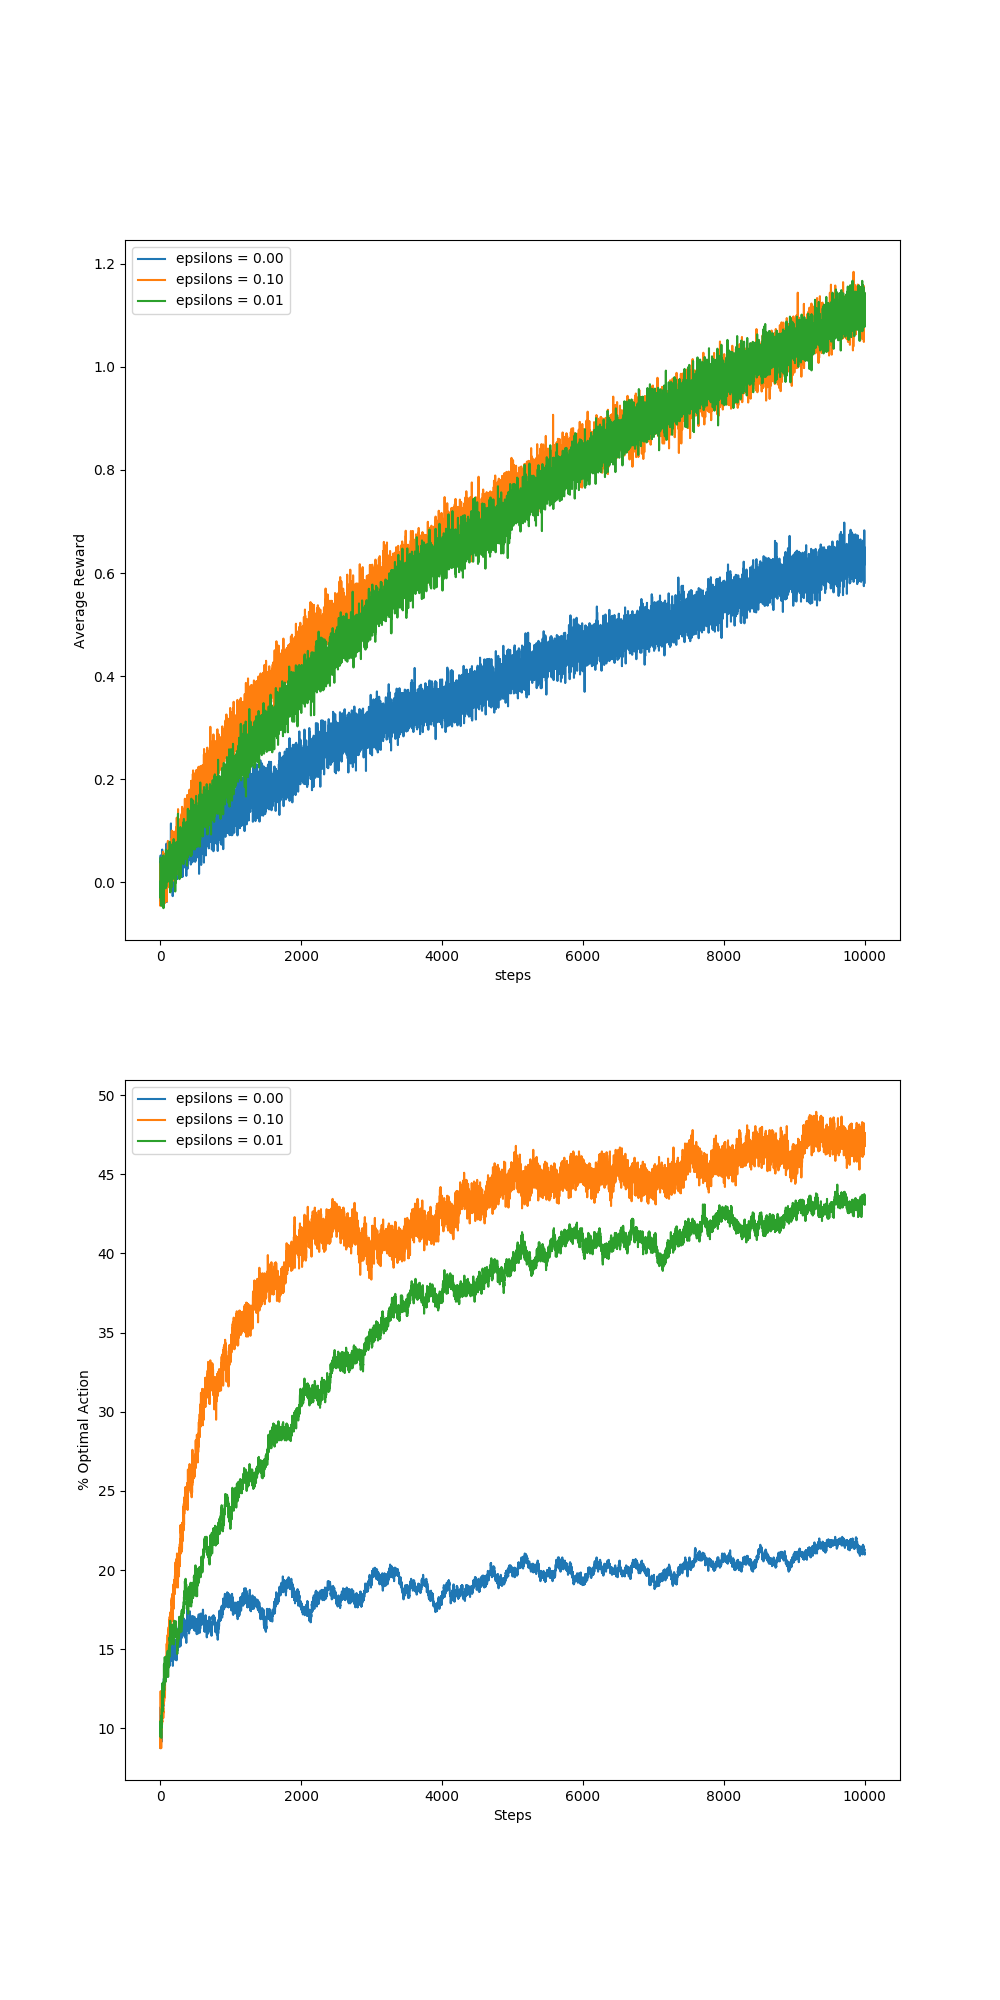 epsilons = 0.00
epsilons = 0.10
epsilons = 0.01
1.2
1.0
0.8
0.6
0.4
0.2
0.0
Average Reward
0 2000 4000 6000 8000 10000
steps
epsilons = 0.00
epsilons = 0.10
epsilons = 0.01
50
45
40
35
30
25
20
15
10
% Optimal Action
0 2000 4000 6000 8000 10000
Steps